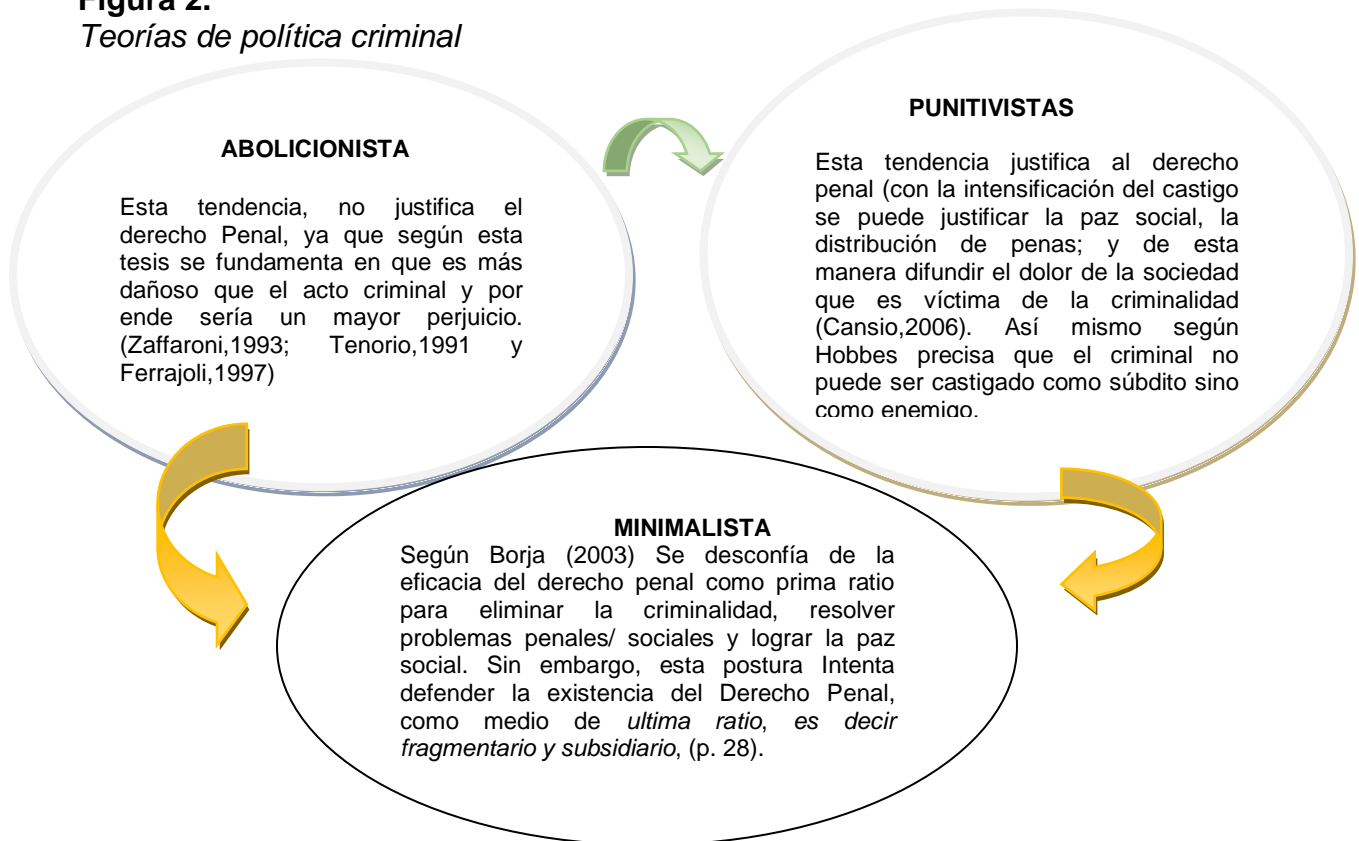 Figura 2.
Teorías de política criminal
ABOLICIONISTA
Esta tendencia, no justifica el
derecho Penal, ya que según esta
tesis se fundamenta en que es más
dañoso que el acto criminal y por
ende sería un mayor perjuicio.
(Zaffaroni,1993; Tenorio,1991 y
Ferrajoli,1997)
PUNITIVISTAS
Esta tendencia justifica al derecho
penal (con la intensificación del castigo
se puede justificar la paz social, la
distribución de penas; y de esta
manera difundir el dolor de la sociedad
que es víctima de la criminalidad
(Cansio,2006). Así mismo según
Hobbes precisa que el criminal no
puede ser castigado como súbdito sino
como enemigo.
MINIMALISTA
Según Borja (2003) Se desconfía de la
eficacia del derecho penal como prima ratio
para eliminar la criminalidad, resolver
problemas penales/ sociales y lograr la paz
social. Sin embargo, esta postura Intenta
defender la existencia del Derecho Penal,
como medio de ultima ratio, es decir
fragmentario y subsidiario, (p. 28).